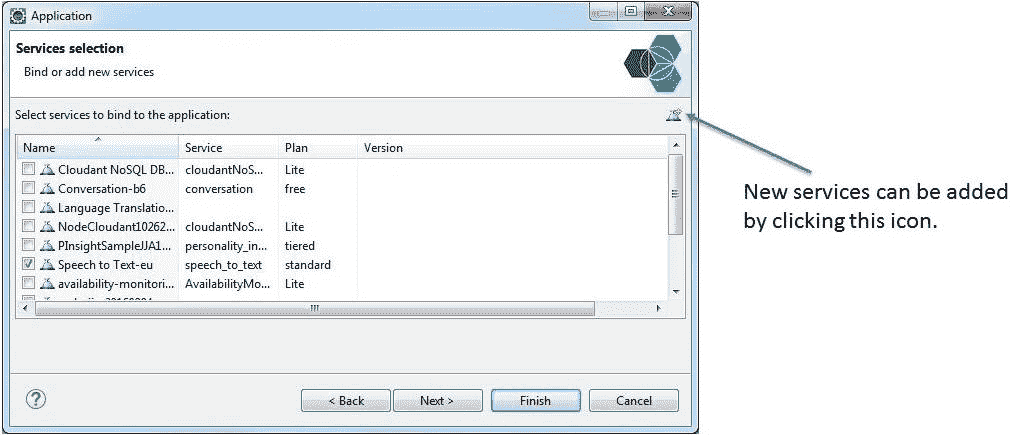 Application
Services selection
Bind or add new services
Select services to bind to the application:
Name Service Plan Version
Cloudant NoSQL DB... cloudantNoS... Lite
Conversation-b6 conversation free
Language Translatio...
NodeCloudant10262... cloudantNoS... Lite
PInsightSampleJJA1... personality_in... tiered
Speech to Text-eu speech_to_text standard
availability-monitori... AvailabilityMo... Lite
New services can be added
by clicking this icon.
< Back Next > Finish Cancel